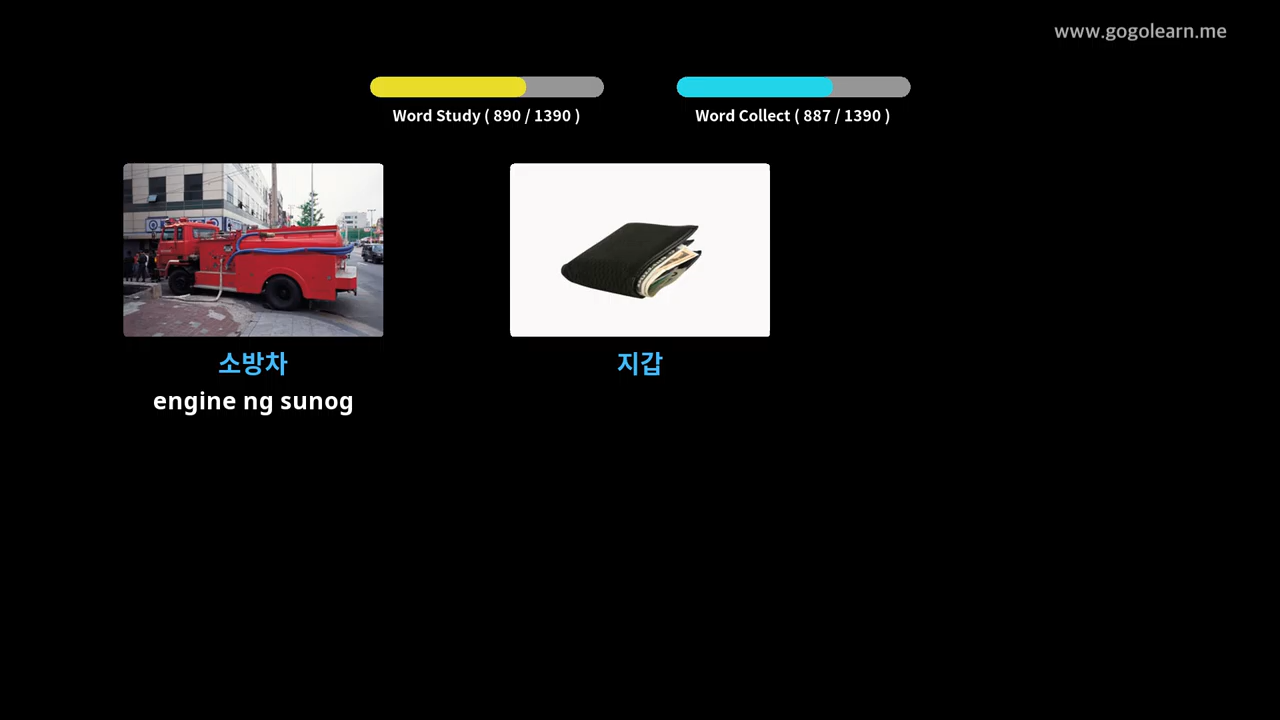 www.gogolearn.me
Word Study ( 890 / 1390 )
Word Collect ( 887 / 1390 )
소방차
engine ng sunog
지갑